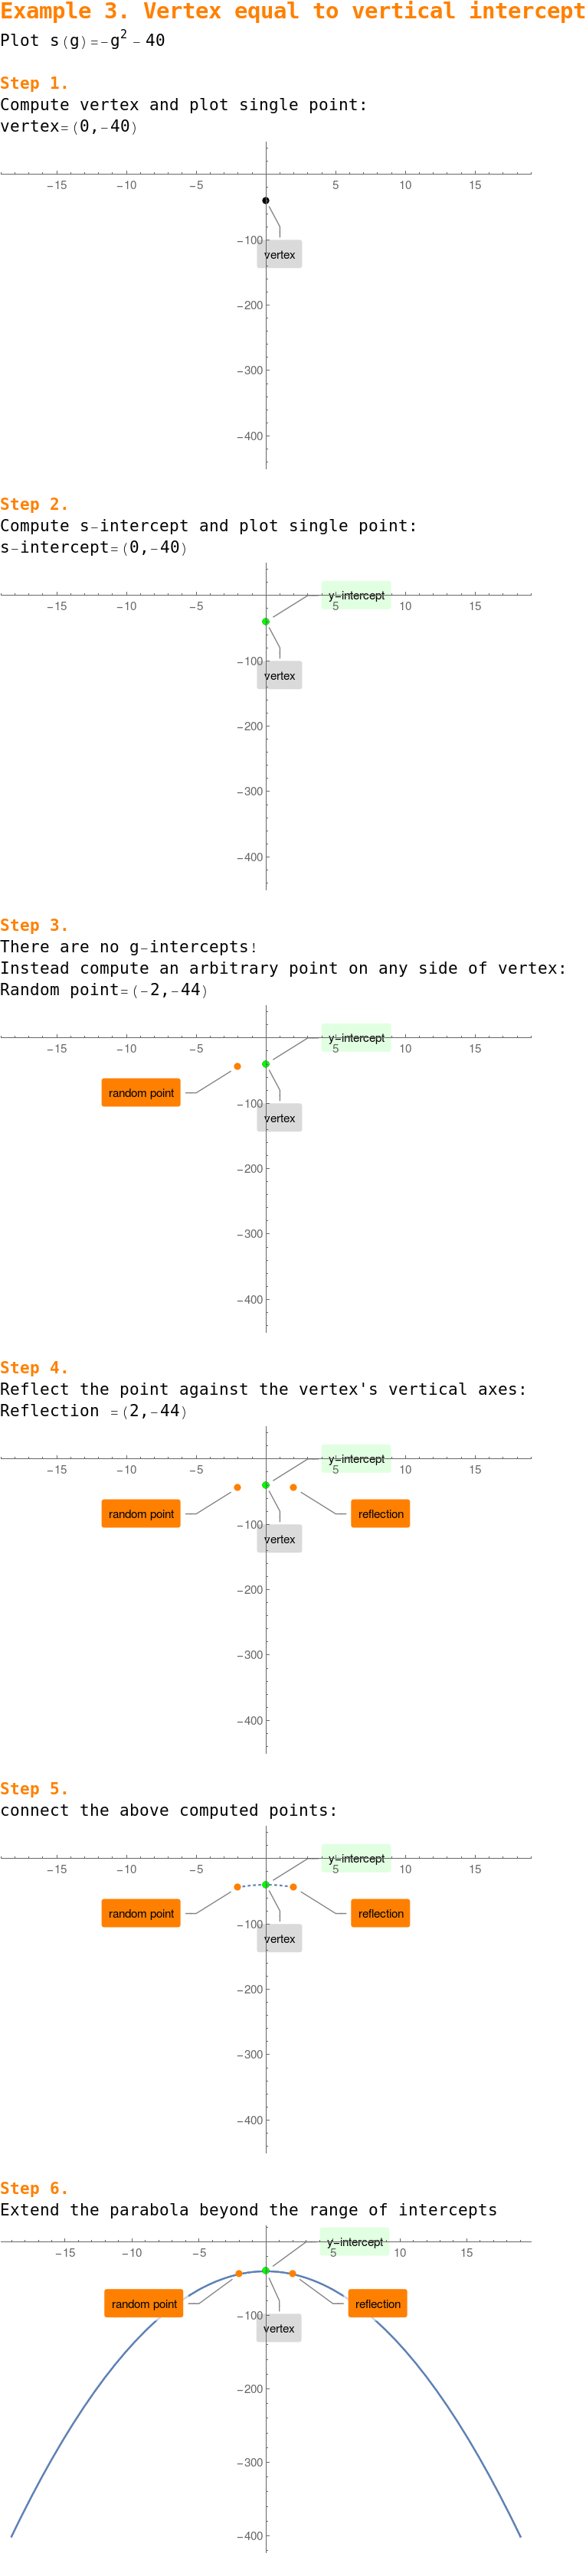 Example 3. Vertex equal to vertical intercept
Plot s(g)=-g² - 40
Step 1.
Compute vertex and plot single point:
vertex=(0,-40)
-15 -10 -5 5 10 15
-100
vertex
-200
-300
-400
Step 2.
Compute s-intercept and plot single point:
s-intercept=(0,-40)
y-intercept
-15 -10 -5 5 10 15
-100
vertex
-200
-300
-400
Step 3.
There are no g-intercepts!
Instead compute an arbitrary point on any side of vertex:
Random point=(-2,-44)
y-intercept
-15 -10 -5 5 10 15
random point
-100
vertex
-200
-300
-400
Step 4.
Reflect the point against the vertex's vertical axes:
Reflection =(2,-44)
y-intercept
-15 -10 -5 5 10 15
random point reflection
-100
vertex
-200
-300
-400
Step 5.
connect the above computed points:
y-intercept
-15 -10 -5 5 10 15
random point reflection
-100
vertex
-200
-300
-400
Step 6.
Extend the parabola beyond the range of intercepts
y-intercept
-15 -10 -5 5 10 15
random point reflection
-100
vertex
-200
-300
-400